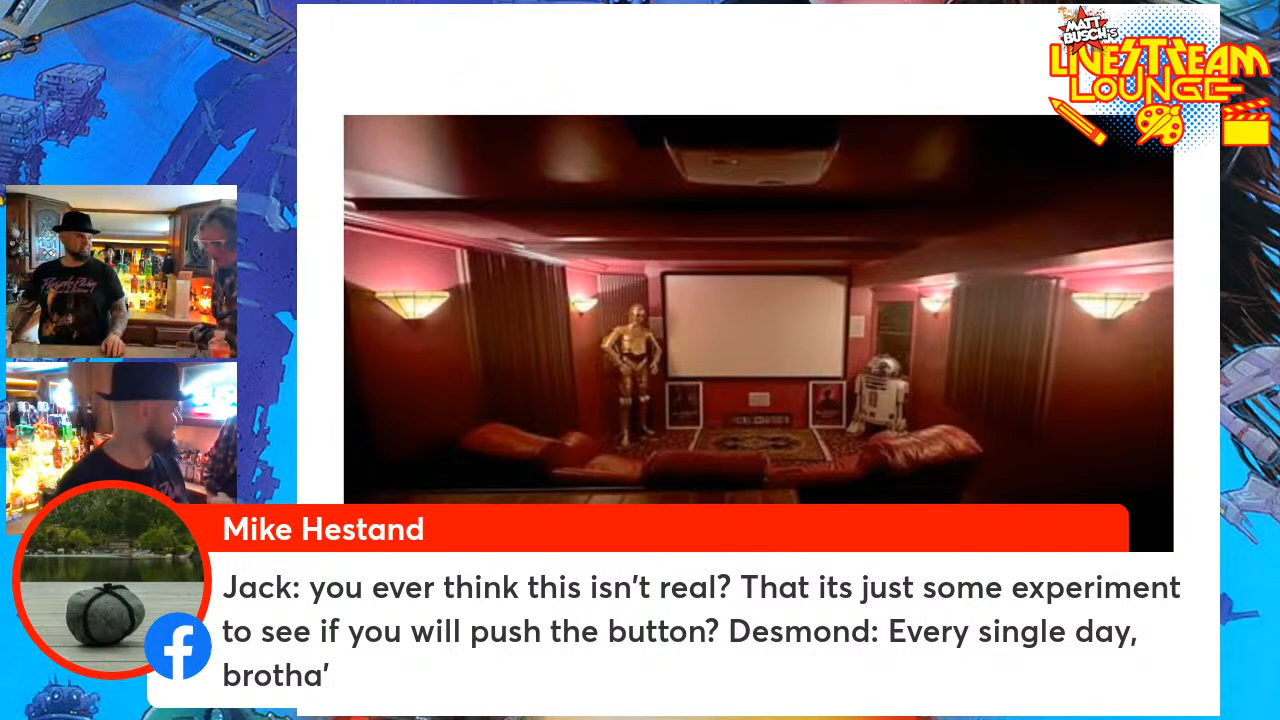 MATT
BUSCH'S
LIVESTREAM
LOUNGE
Mike Hestand
Jack: you ever think this isn't real? That its just some experiment
to see if you will push the button? Desmond: Every single day,
brotha'